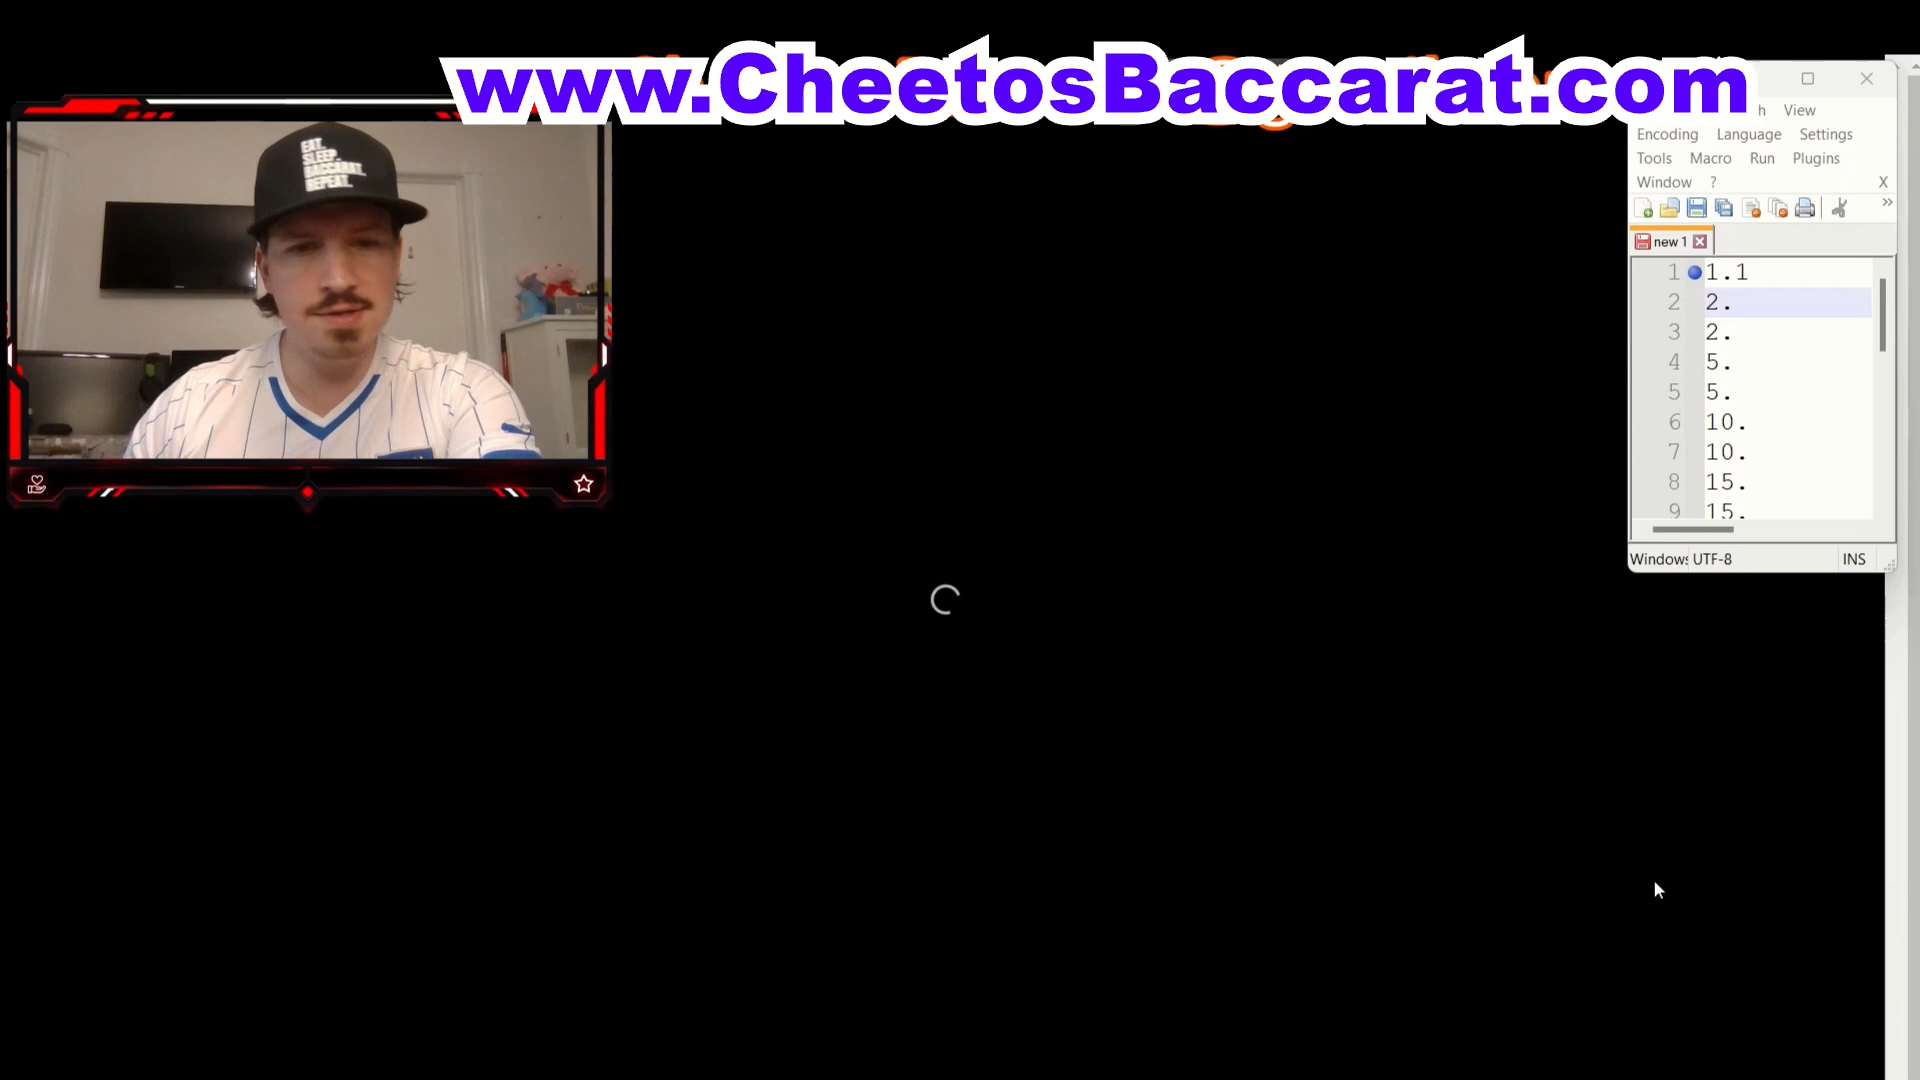 www.CheetosBaccarat.com
EAT.
SLEEP.
BACCARAT.
REPEAT.
h View
Encoding Language Settings
Tools Macro Run Plugins
Window ? X
new 1
1 1.1
2 2.
3 2.
4 5.
5 5.
6 10.
7 10.
8 15.
9 15.
Windows UTF-8 INS